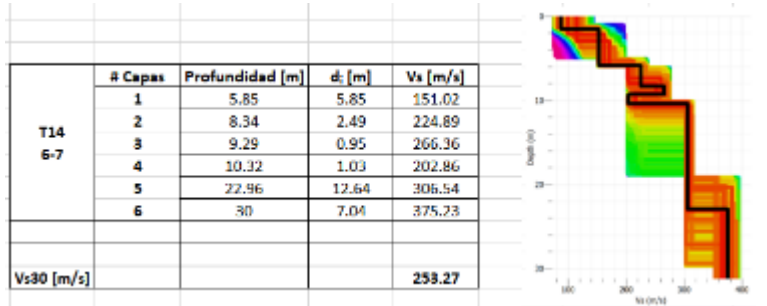 # Capas Profundidad [m] di [m] Vs [m/s]
T14
6-7
1 5.85 5.85 151.02
2 8.34 2.49 224.89
3 9.29 0.95 266.36
4 10.32 1.03 202.86
5 22.96 12.64 306.54
6 30 7.04 375.23
Vs30 [m/s] 253.27
0
10
20
30
Depth (m)
100 200 300 400
Vs (m/s)